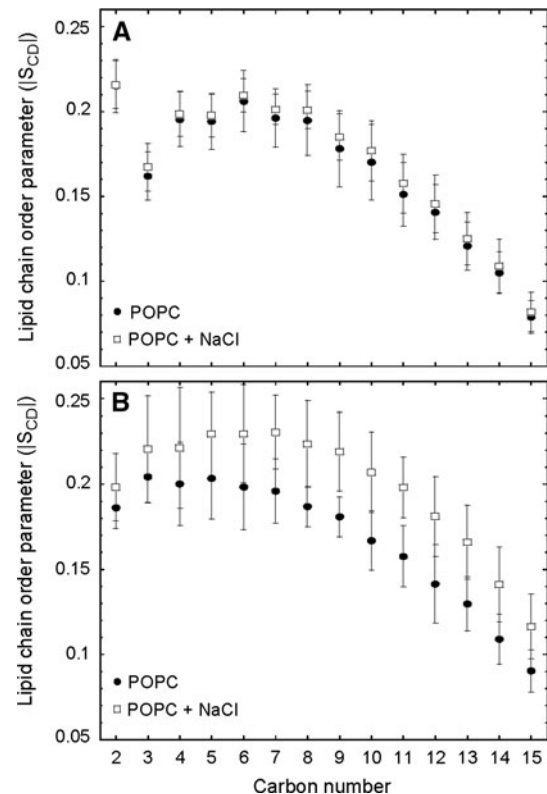 A
0.25
0.2
0.15
0.1
0.05
Lipid chain order parameter (|S_CD|)
POPC
POPC + NaCl
B
0.25
0.2
0.15
0.1
0.05
Lipid chain order parameter (|S_CD|)
POPC
POPC + NaCl
2 3 4 5 6 7 8 9 10 11 12 13 14 15
Carbon number